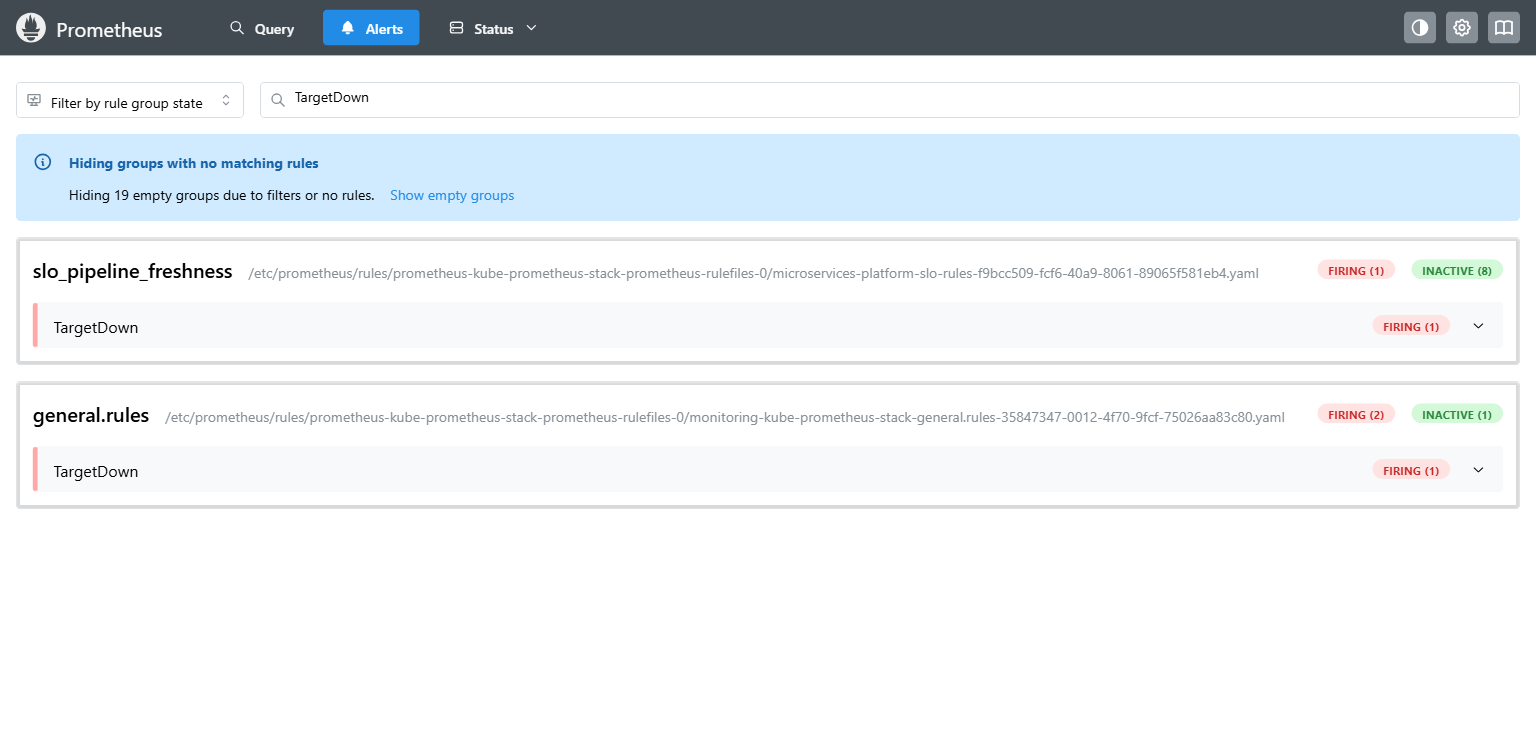 Prometheus Query Alerts Status
Filter by rule group state TargetDown
Hiding groups with no matching rules
Hiding 19 empty groups due to filters or no rules. Show empty groups
slo_pipeline_freshness /etc/prometheus/rules/prometheus-kube-prometheus-stack-prometheus-rulefiles-0/microservices-platform-slo-rules-f9bcc509-fcf6-40a9-8061-89065f581eb4.yaml FIRING (1) INACTIVE (8)
TargetDown FIRING (1)
general.rules /etc/prometheus/rules/prometheus-kube-prometheus-stack-prometheus-rulefiles-0/monitoring-kube-prometheus-stack-general.rules-35847347-0012-4f70-9fcf-75026aa83c80.yaml FIRING (2) INACTIVE (1)
TargetDown FIRING (1)